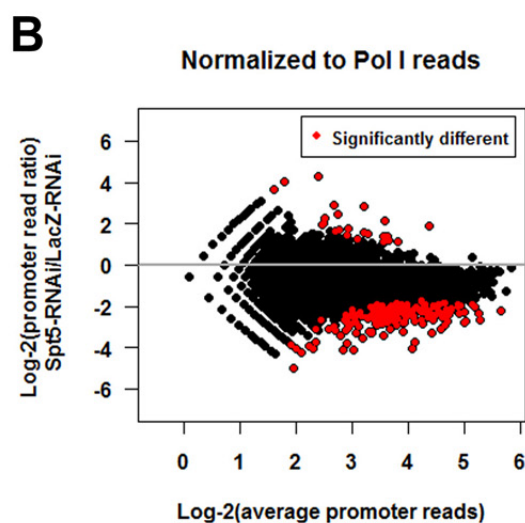 B
Normalized to Pol I reads
Significantly different
Log-2(promoter read ratio)
Spt5-RNAi/LacZ-RNAi
6
4
2
0
-2
-4
-6
0 1 2 3 4 5 6
Log-2(average promoter reads)